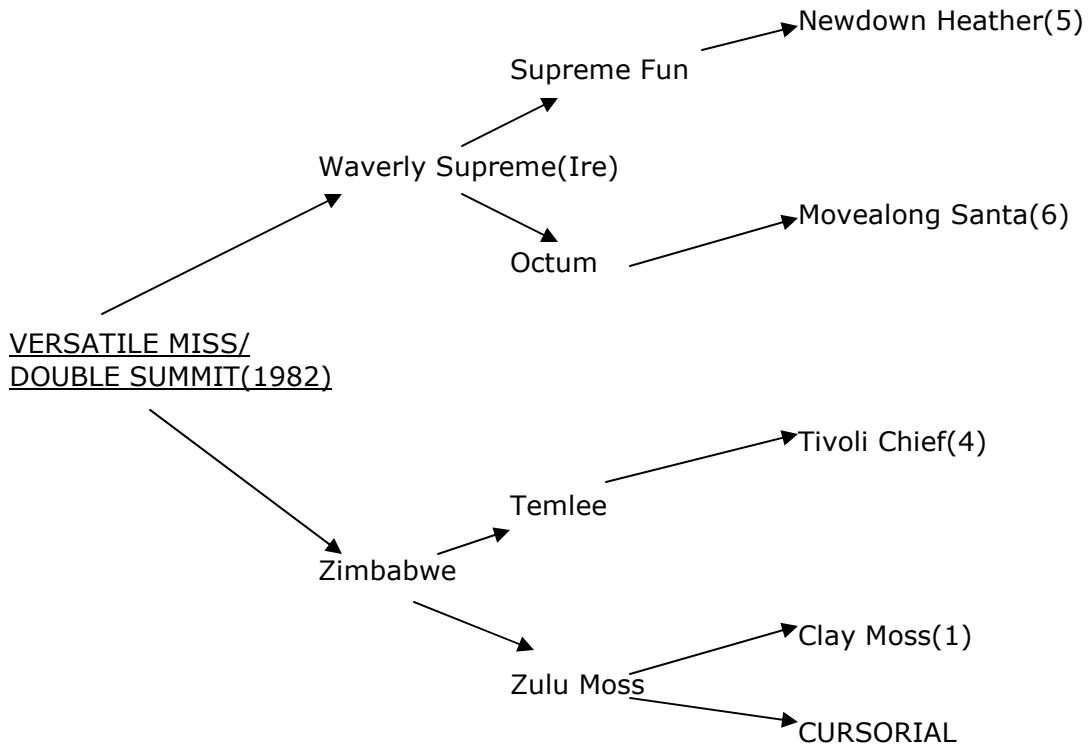 Newdown Heather(5)
Supreme Fun
Waverly Supreme(Ire)
Movealong Santa(6)
Octum
VERSATILE MISS/
DOUBLE SUMMIT(1982)
Tivoli Chief(4)
Temlee
Zimbabwe
Clay Moss(1)
Zulu Moss
CURSORIAL